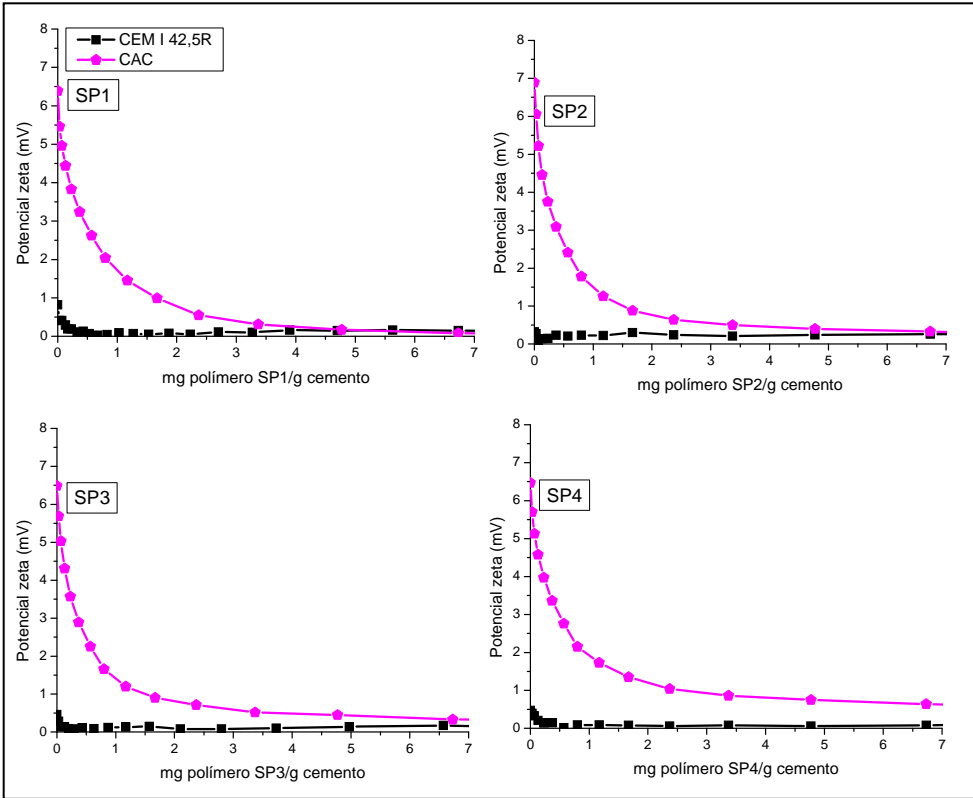 CEM I 42,5R
CAC
SP1
8
7
6
5
4
3
2
1
0
Potencial zeta (mV)
0 1 2 3 4 5 6 7
mg polímero SP1/g cemento
SP2
8
7
6
5
4
3
2
1
0
Potencial zeta (mV)
0 1 2 3 4 5 6 7
mg polímero SP2/g cemento
SP3
8
7
6
5
4
3
2
1
0
Potencial zeta (mV)
0 1 2 3 4 5 6 7
mg polímero SP3/g cemento
SP4
8
7
6
5
4
3
2
1
0
Potencial zeta (mV)
0 1 2 3 4 5 6 7
mg polímero SP4/g cemento